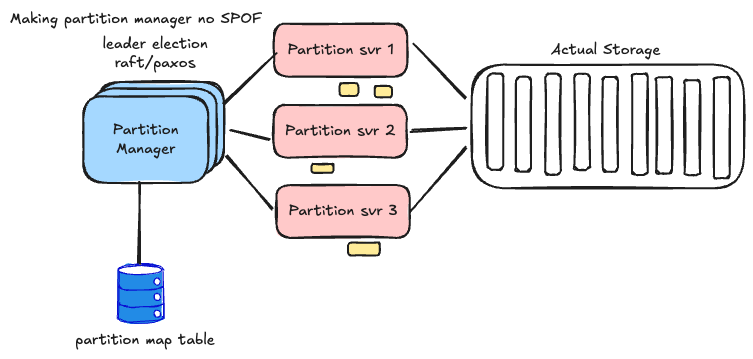 Making partition manager no SPOF
leader election
raft/paxos
Partition
Manager
Partition svr 1
Partition svr 2
Partition svr 3
Actual Storage
partition map table